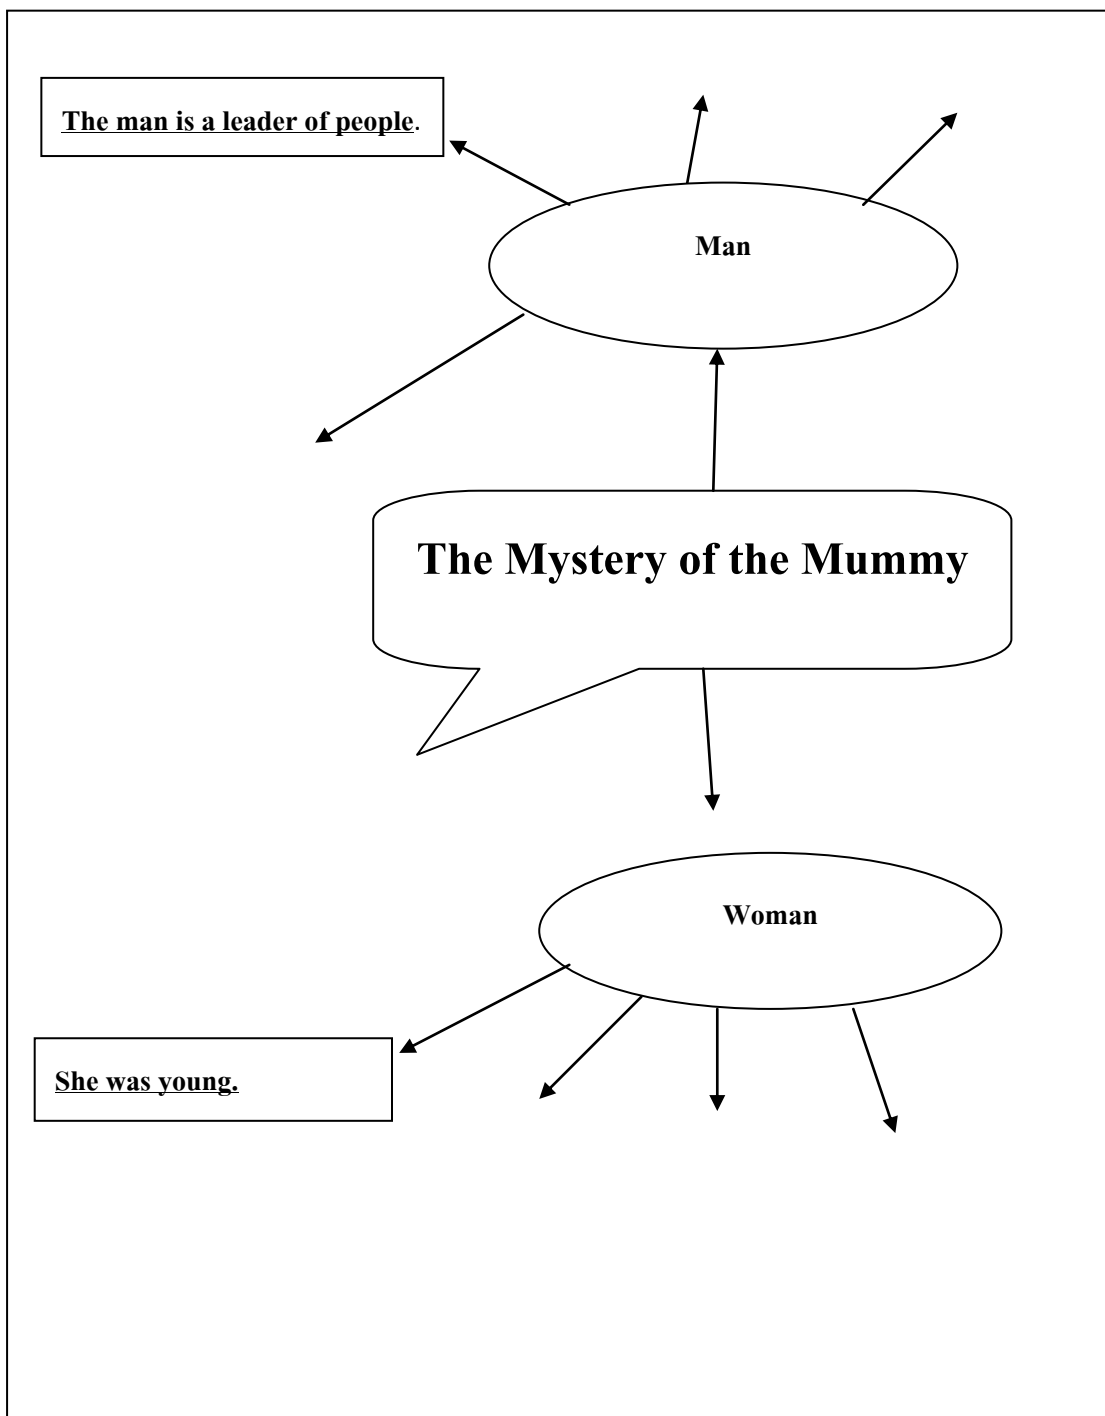 The man is a leader of people.
Man
The Mystery of the Mummy
Woman
She was young.